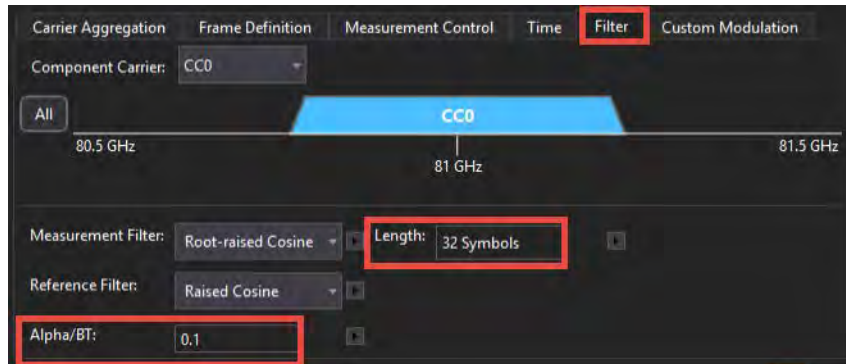 Carrier Aggregation Frame Definition Measurement Control Time Filter Custom Modulation
Component Carrier: CC0
All
CC0
80.5 GHz 81 GHz 81.5 GHz
Measurement Filter: Root-raised Cosine Length: 32 Symbols
Reference Filter: Raised Cosine
Alpha/BT: 0.1